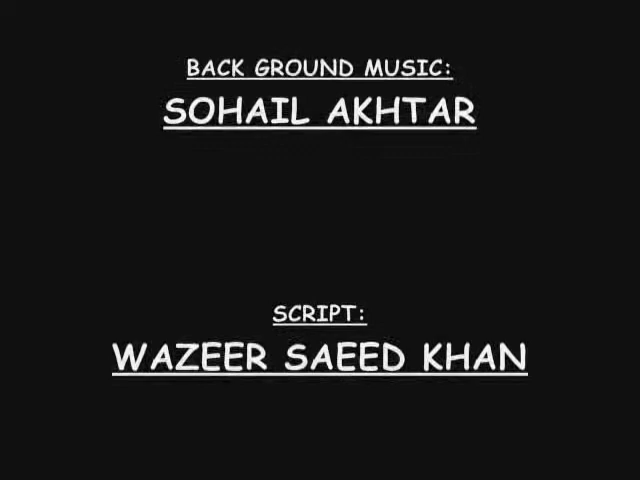 BACK GROUND MUSIC:
SOHAIL AKHTAR
SCRIPT:
WAZEER SAEED KHAN